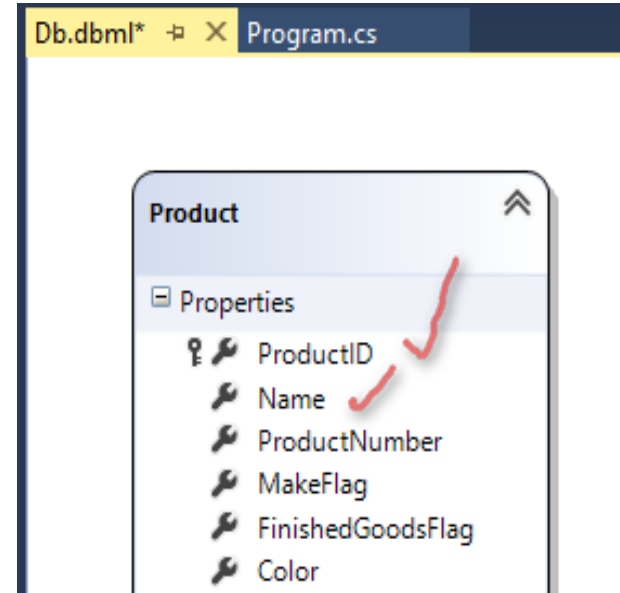 Db.dbml* Program.cs
Product
Properties
ProductID
Name
ProductNumber
MakeFlag
FinishedGoodsFlag
Color